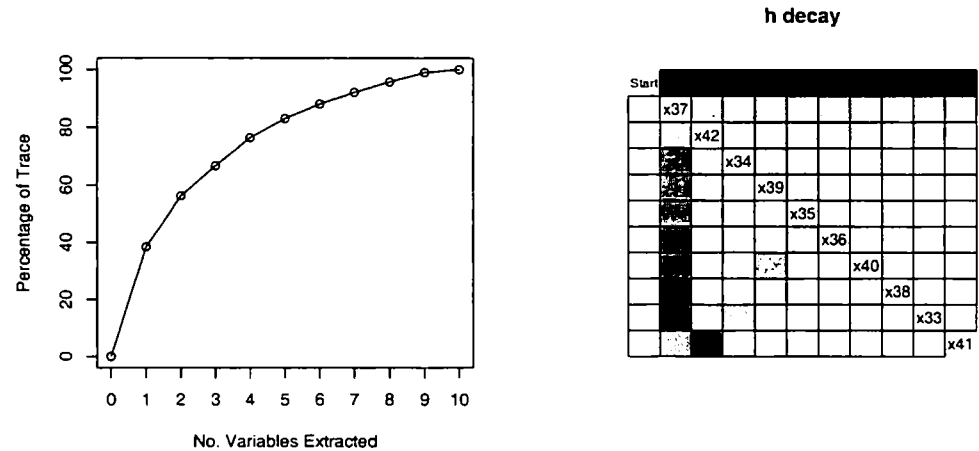 Percentage of Trace
100
80
60
40
20
0
0 1 2 3 4 5 6 7 8 9 10
No. Variables Extracted
h decay
Start
x37
x42
x34
x39
x35
x36
x40
x38
x33
x41